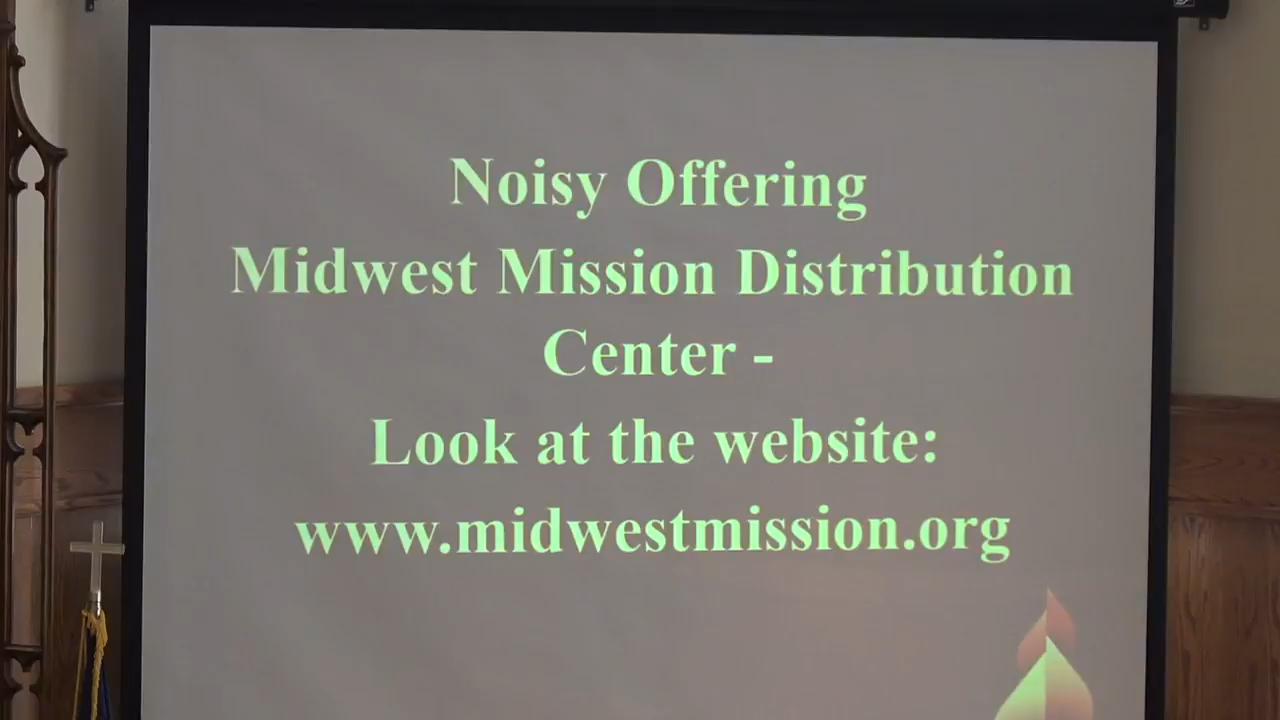 Noisy Offering
Midwest Mission Distribution
Center -
Look at the website:
www.midwestmission.org